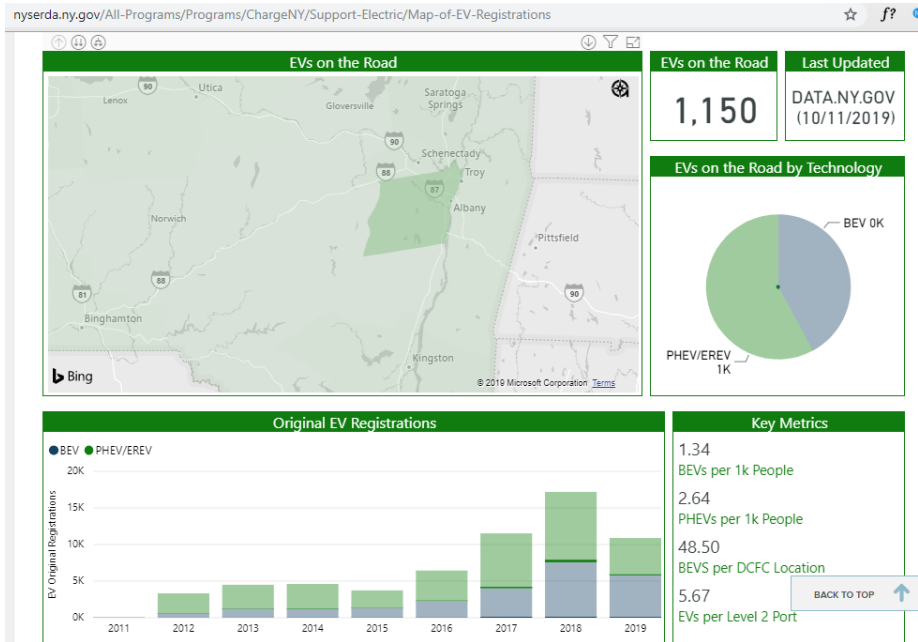 nyserda.ny.gov/All-Programs/Programs/ChargeNY/Support-Electric/Map-of-EV-Registrations
f?
EVs on the Road
Lenox
90
Utica
Gloversville
Saratoga
Springs
90
Schenectady
88
Troy
87
Albany
Norwich
Pittsfield
88
81
90
Binghamton
Kingston
Bing
© 2019 Microsoft Corporation Terms
EVs on the Road
1,150
Last Updated
DATA.NY.GOV
(10/11/2019)
EVs on the Road by Technology
BEV 0K
PHEV/EREV
1K
Original EV Registrations
BEV PHEV/EREV
EV Original Registrations
20K
15K
10K
5K
0K
2011 2012 2013 2014 2015 2016 2017 2018 2019
Key Metrics
1.34
BEVs per 1k People
2.64
PHEVs per 1k People
48.50
BEVS per DCFC Location
5.67
EVs per Level 2 Port
BACK TO TOP